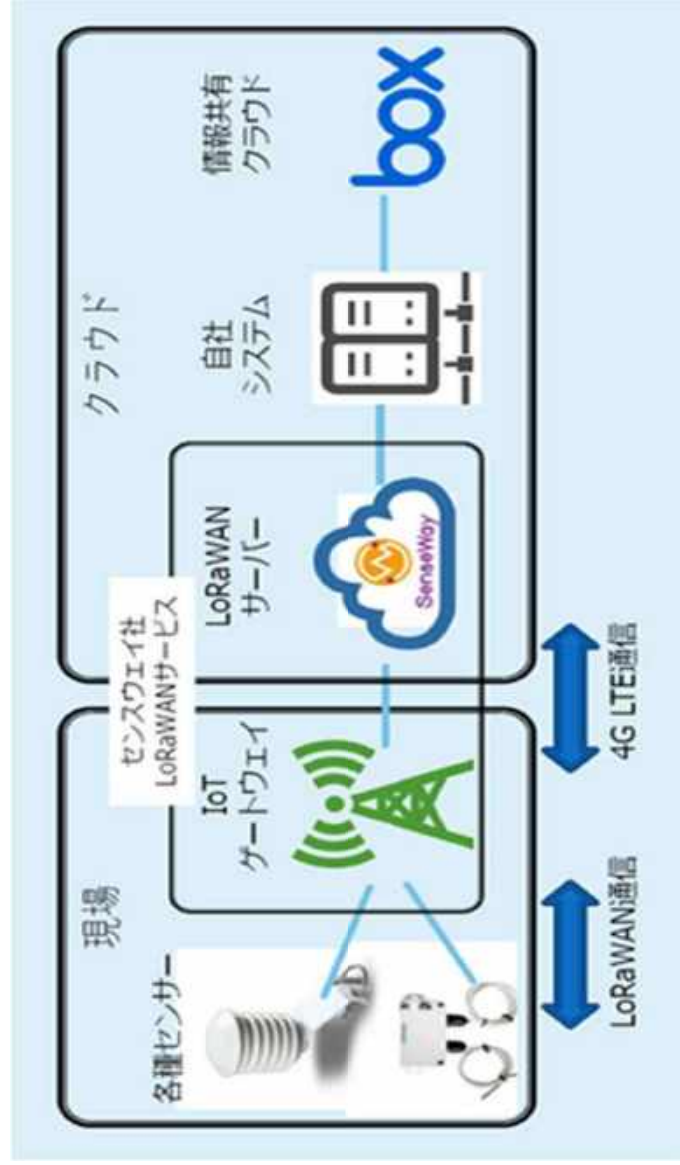 現場
クラウド
センスウェイ社
LoRaWANサービス
各種センサー
IoT
ゲートウェイ
LoRaWAN
サーバー
自社
システム
情報共有
クラウド
SenseWay
box
LoRaWAN通信
4G LTE通信